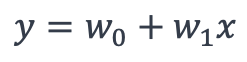 y = w₀ + w₁x